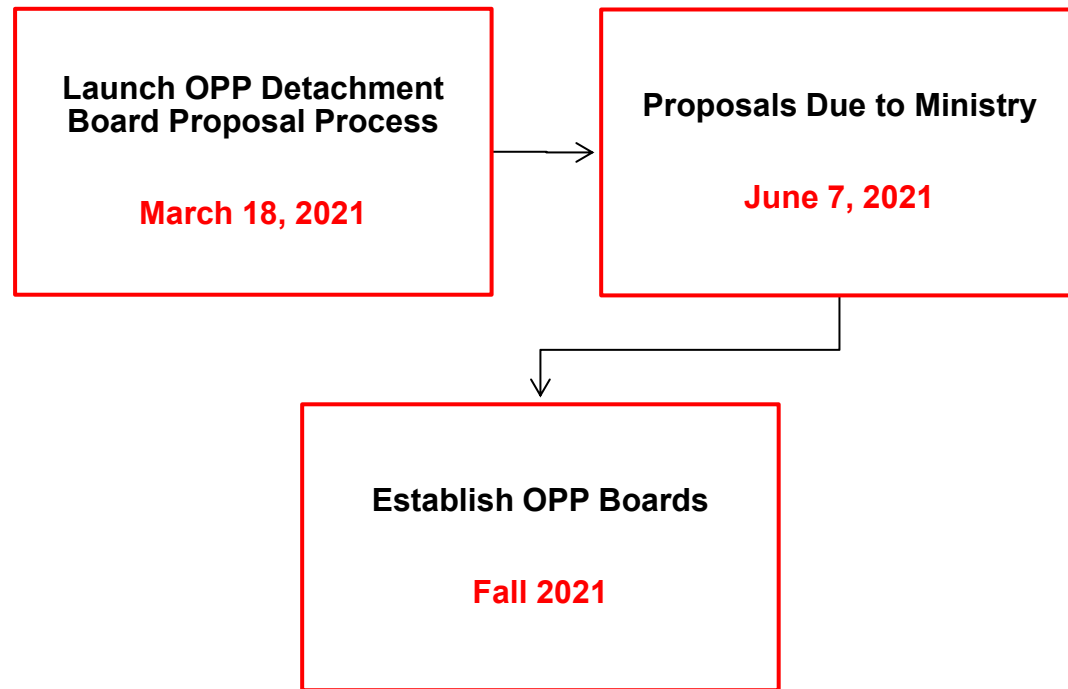 Launch OPP Detachment
Board Proposal Process
March 18, 2021
Proposals Due to Ministry
June 7, 2021
Establish OPP Boards
Fall 2021